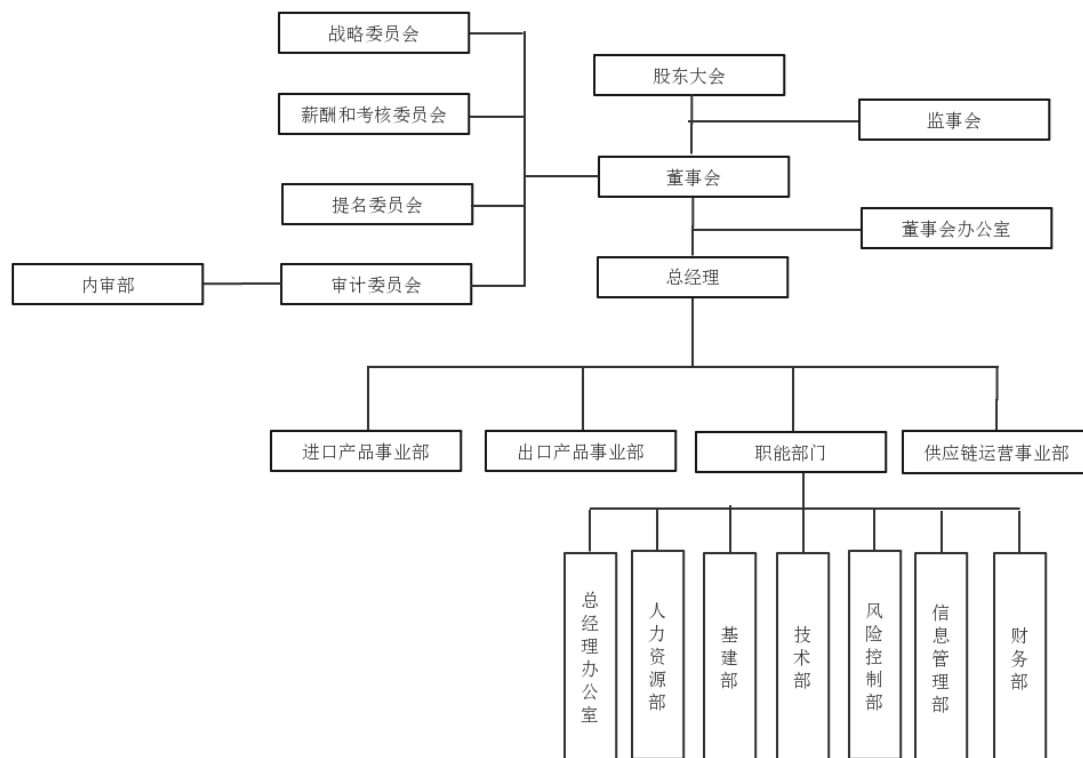 战略委员会
股东大会
薪酬和考核委员会
监事会
董事会
提名委员会
董事会办公室
内审部
审计委员会
总经理
进口产品事业部
出口产品事业部
职能部门
供应链运营事业部
总经理办公室
人力资源部
基建部
技术部
风险控制部
信息管理部
财务部